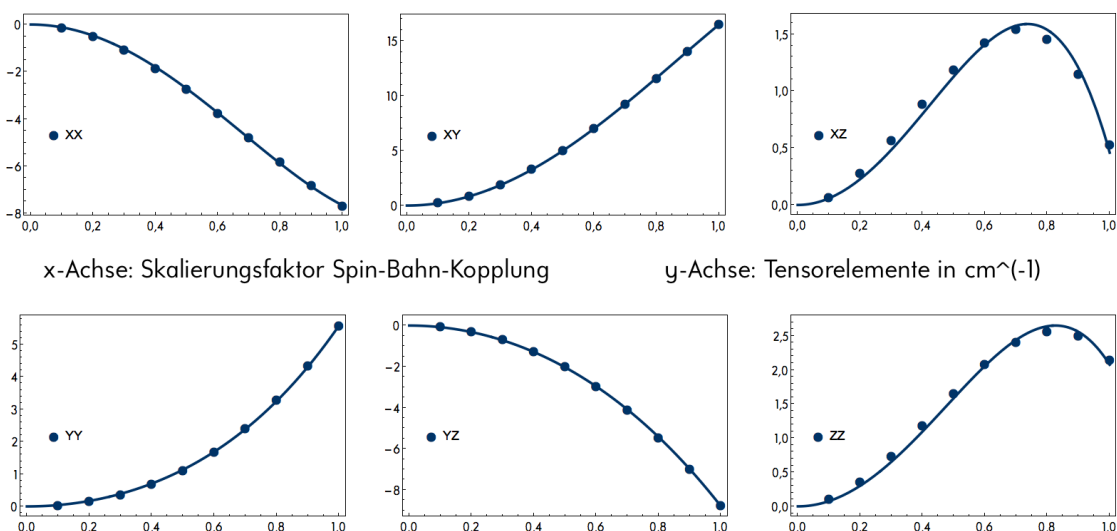 0 15 1,5
-2 10 1,0
-4 XX XY XZ
-6 5 0,5
-8 0 0,0
0,0 0,2 0,4 0,6 0,8 1,0 0,0 0,2 0,4 0,6 0,8 1,0 0,0 0,2 0,4 0,6 0,8 1,0
x-Achse: Skalierungsfaktor Spin-Bahn-Kopplung y-Achse: Tensorelemente in cm^(-1)
5 0 2,5
4 -2 2,0
3 -4 1,5
YY YZ ZZ
2 -6 1,0
1 -8 0,5
0 0,0
0,0 0,2 0,4 0,6 0,8 1,0 0,0 0,2 0,4 0,6 0,8 1,0 0,0 0,2 0,4 0,6 0,8 1,0